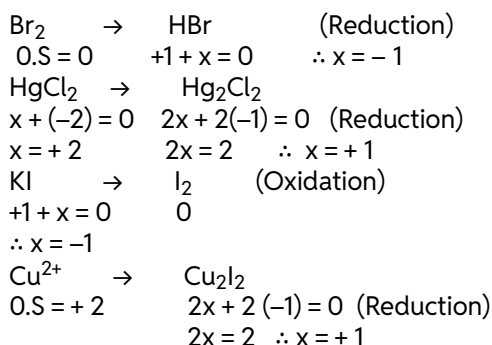 Br₂ → HBr (Reduction)
O.S = 0 +1 + x = 0 ∴ x = – 1
HgCl₂ → Hg₂Cl₂
x + (–2) = 0 2x + 2(–1) = 0 (Reduction)
x = + 2 2x = 2 ∴ x = + 1
KI → I₂ (Oxidation)
+1 + x = 0 0
∴ x = –1
Cu²⁺ → Cu₂I₂
O.S = + 2 2x + 2 (–1) = 0 (Reduction)
2x = 2 ∴ x = + 1